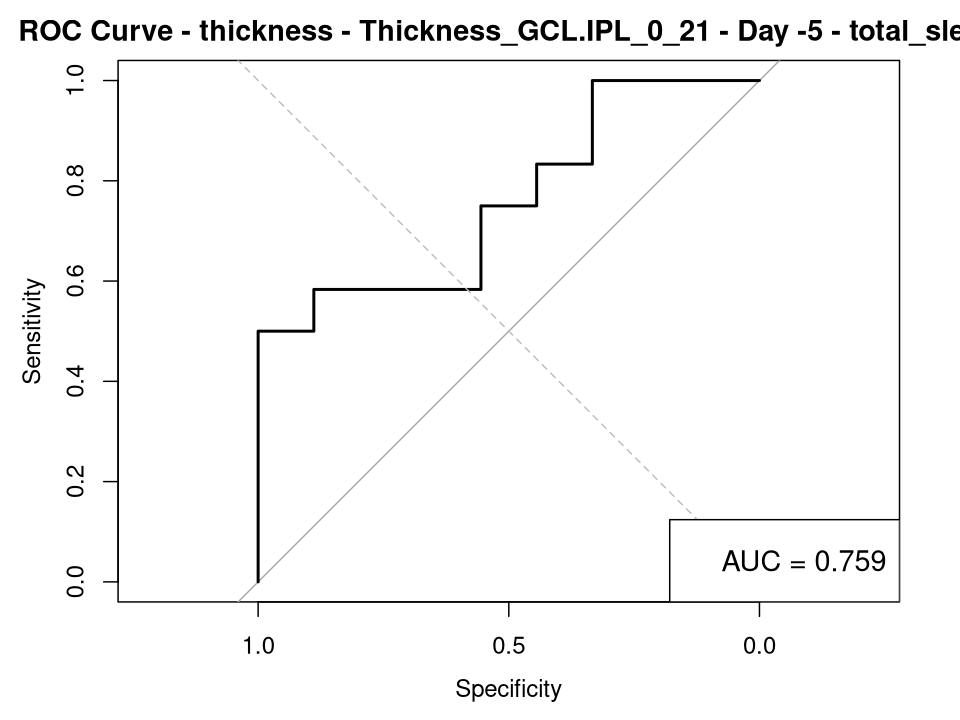 ROC Curve - thickness - Thickness_GCL.IPL_0_21 - Day -5 - total_sle
1.0
0.8
0.6
0.4
0.2
0.0
Sensitivity
AUC = 0.759
1.0 0.5 0.0
Specificity